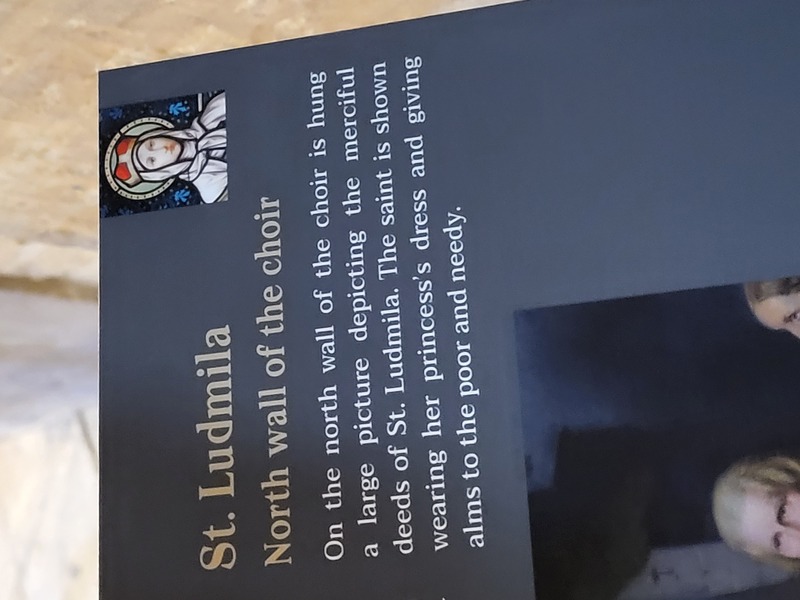 St. Ludmila
North wall of the choir
On the north wall of the choir is hung
a large picture depicting the merciful
deeds of St. Ludmila. The saint is shown
wearing her princess's dress and giving
alms to the poor and needy.